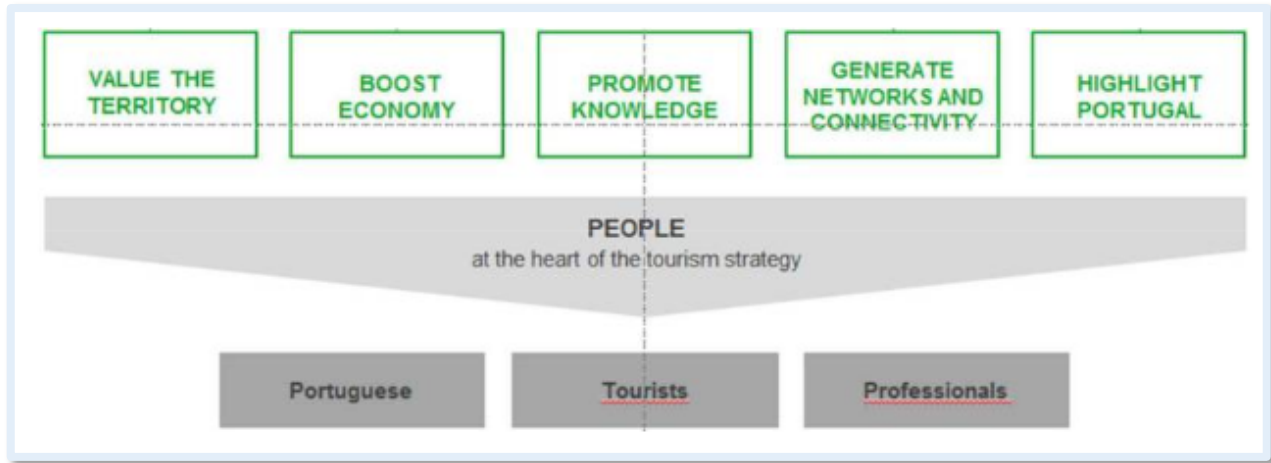 VALUE THE
TERRITORY
BOOST
ECONOMY
PROMOTE
KNOWLEDGE
GENERATE
NETWORKS AND
CONNECTIVITY
HIGHLIGHT
PORTUGAL
PEOPLE
at the heart of the tourism strategy
Portuguese
Tourists
Professionals